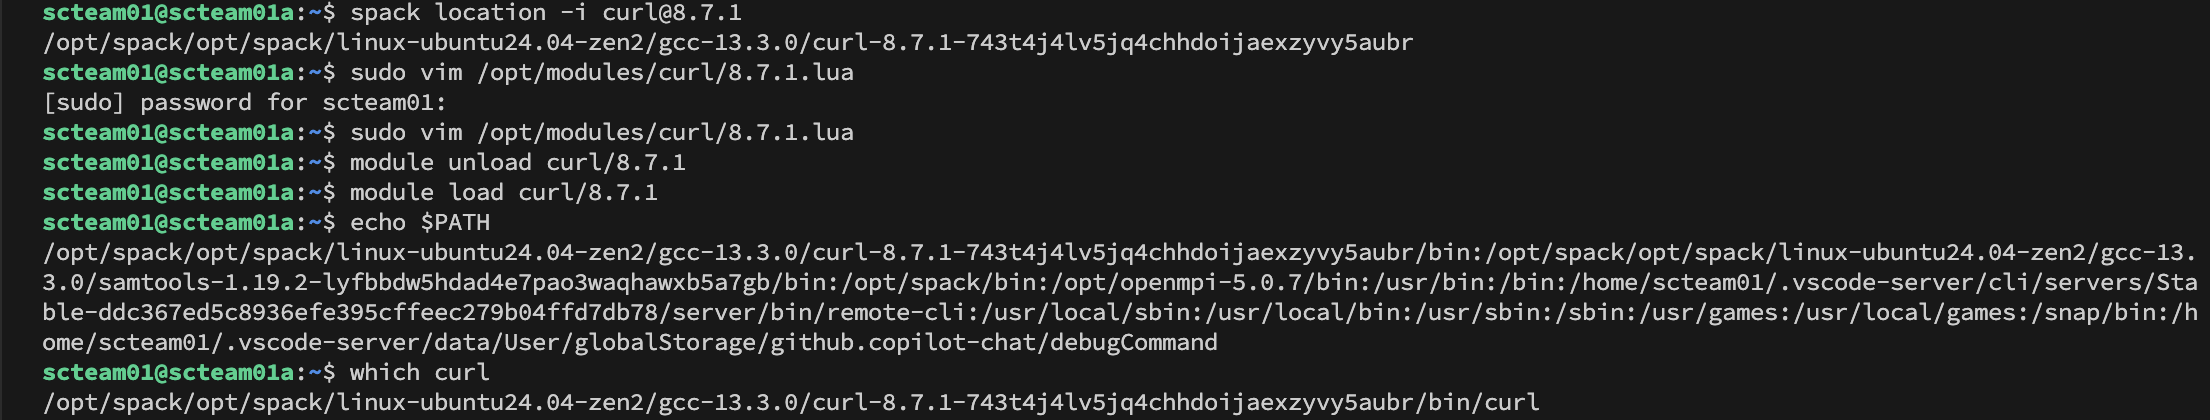 scteam01@scteam01a:~$ spack location -i curl@8.7.1
/opt/spack/opt/spack/linux-ubuntu24.04-zen2/gcc-13.3.0/curl-8.7.1-743t4j4lv5jq4chhdoijaexzyvy5aubr
scteam01@scteam01a:~$ sudo vim /opt/modules/curl/8.7.1.lua
[sudo] password for scteam01:
scteam01@scteam01a:~$ sudo vim /opt/modules/curl/8.7.1.lua
scteam01@scteam01a:~$ module unload curl/8.7.1
scteam01@scteam01a:~$ module load curl/8.7.1
scteam01@scteam01a:~$ echo $PATH
/opt/spack/opt/spack/linux-ubuntu24.04-zen2/gcc-13.3.0/curl-8.7.1-743t4j4lv5jq4chhdoijaexzyvy5aubr/bin:/opt/spack/opt/spack/linux-ubuntu24.04-zen2/gcc-13.
3.0/samtools-1.19.2-lyfbbdw5hdad4e7pao3waqhawxb5a7gb/bin:/opt/spack/bin:/opt/openmpi-5.0.7/bin:/usr/bin:/bin:/home/scteam01/.vscode-server/cli/servers/Sta
ble-ddc367ed5c8936efe395cffeec279b04ffd7db78/server/bin/remote-cli:/usr/local/sbin:/usr/local/bin:/usr/sbin:/sbin:/usr/games:/usr/local/games:/snap/bin:/h
ome/scteam01/.vscode-server/data/User/globalStorage/github.copilot-chat/debugCommand
scteam01@scteam01a:~$ which curl
/opt/spack/opt/spack/linux-ubuntu24.04-zen2/gcc-13.3.0/curl-8.7.1-743t4j4lv5jq4chhdoijaexzyvy5aubr/bin/curl